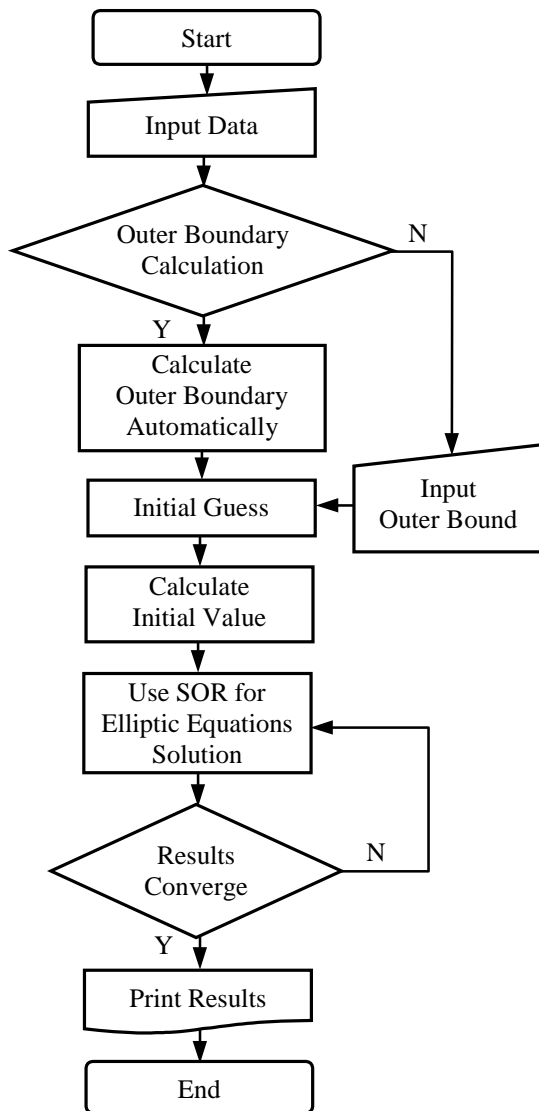 Start
Input Data
Outer Boundary
Calculation
N
Y
Calculate
Outer Boundary
Automatically
Input
Outer Bound
Initial Guess
Calculate
Initial Value
Use SOR for
Elliptic Equations
Solution
Results
Converge
N
Y
Print Results
End